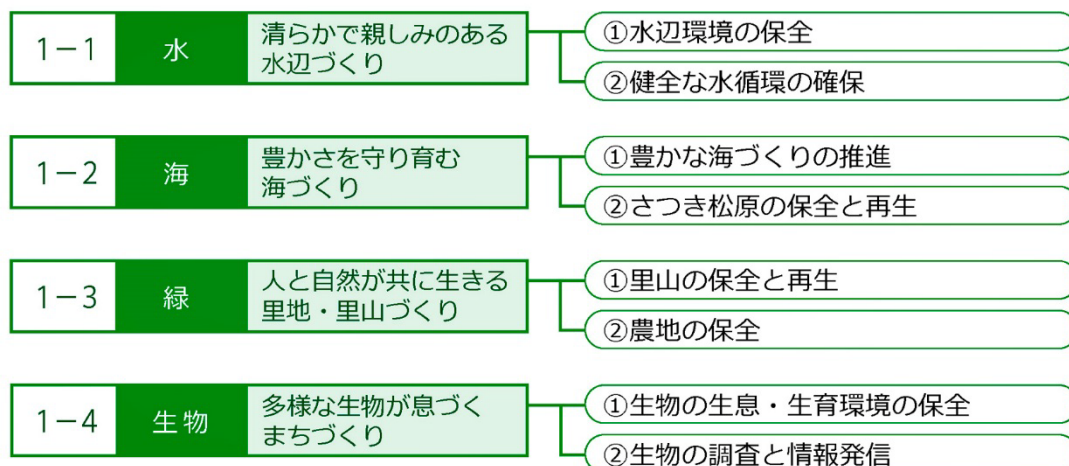 1－1
水
清らかで親しみのある
水辺づくり
①水辺環境の保全
②健全な水循環の確保
1－2
海
豊かさを守り育む
海づくり
①豊かな海づくりの推進
②さつき松原の保全と再生
1－3
緑
人と自然が共に生きる
里地・里山づくり
①里山の保全と再生
②農地の保全
1－4
生物
多様な生物が息づく
まちづくり
①生物の生息・生育環境の保全
②生物の調査と情報発信